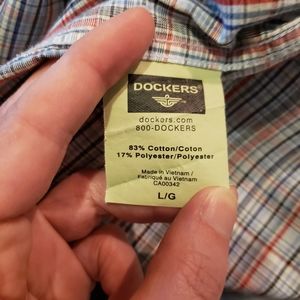 DOCKERS
dockers.com
800-DOCKERS
83% Cotton/Coton
17% Polyester/Polyester
Made in Vietnam /
Fabriqué au Vietnam
CA00342
L/G